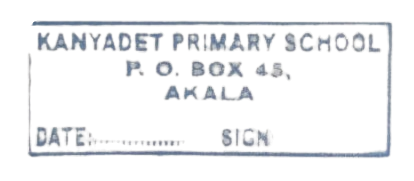 KANYADET PRIMARY SCHOOL
P. O. BOX 45,
AKALA
DATE:............... SIGN